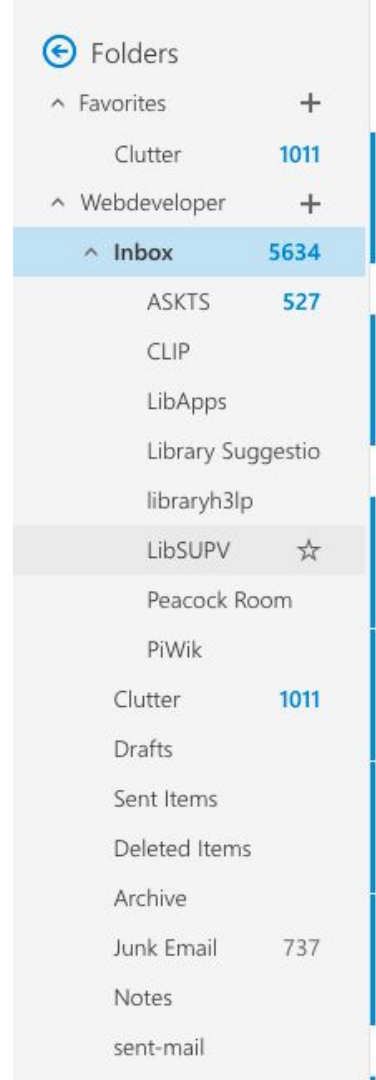 Folders
Favorites
Clutter 1011
Webdeveloper
Inbox 5634
ASKTS 527
CLIP
LibApps
Library Suggestio
libraryh3lp
LibSUPV
Peacock Room
PiWik
Clutter 1011
Drafts
Sent Items
Deleted Items
Archive
Junk Email 737
Notes
sent-mail